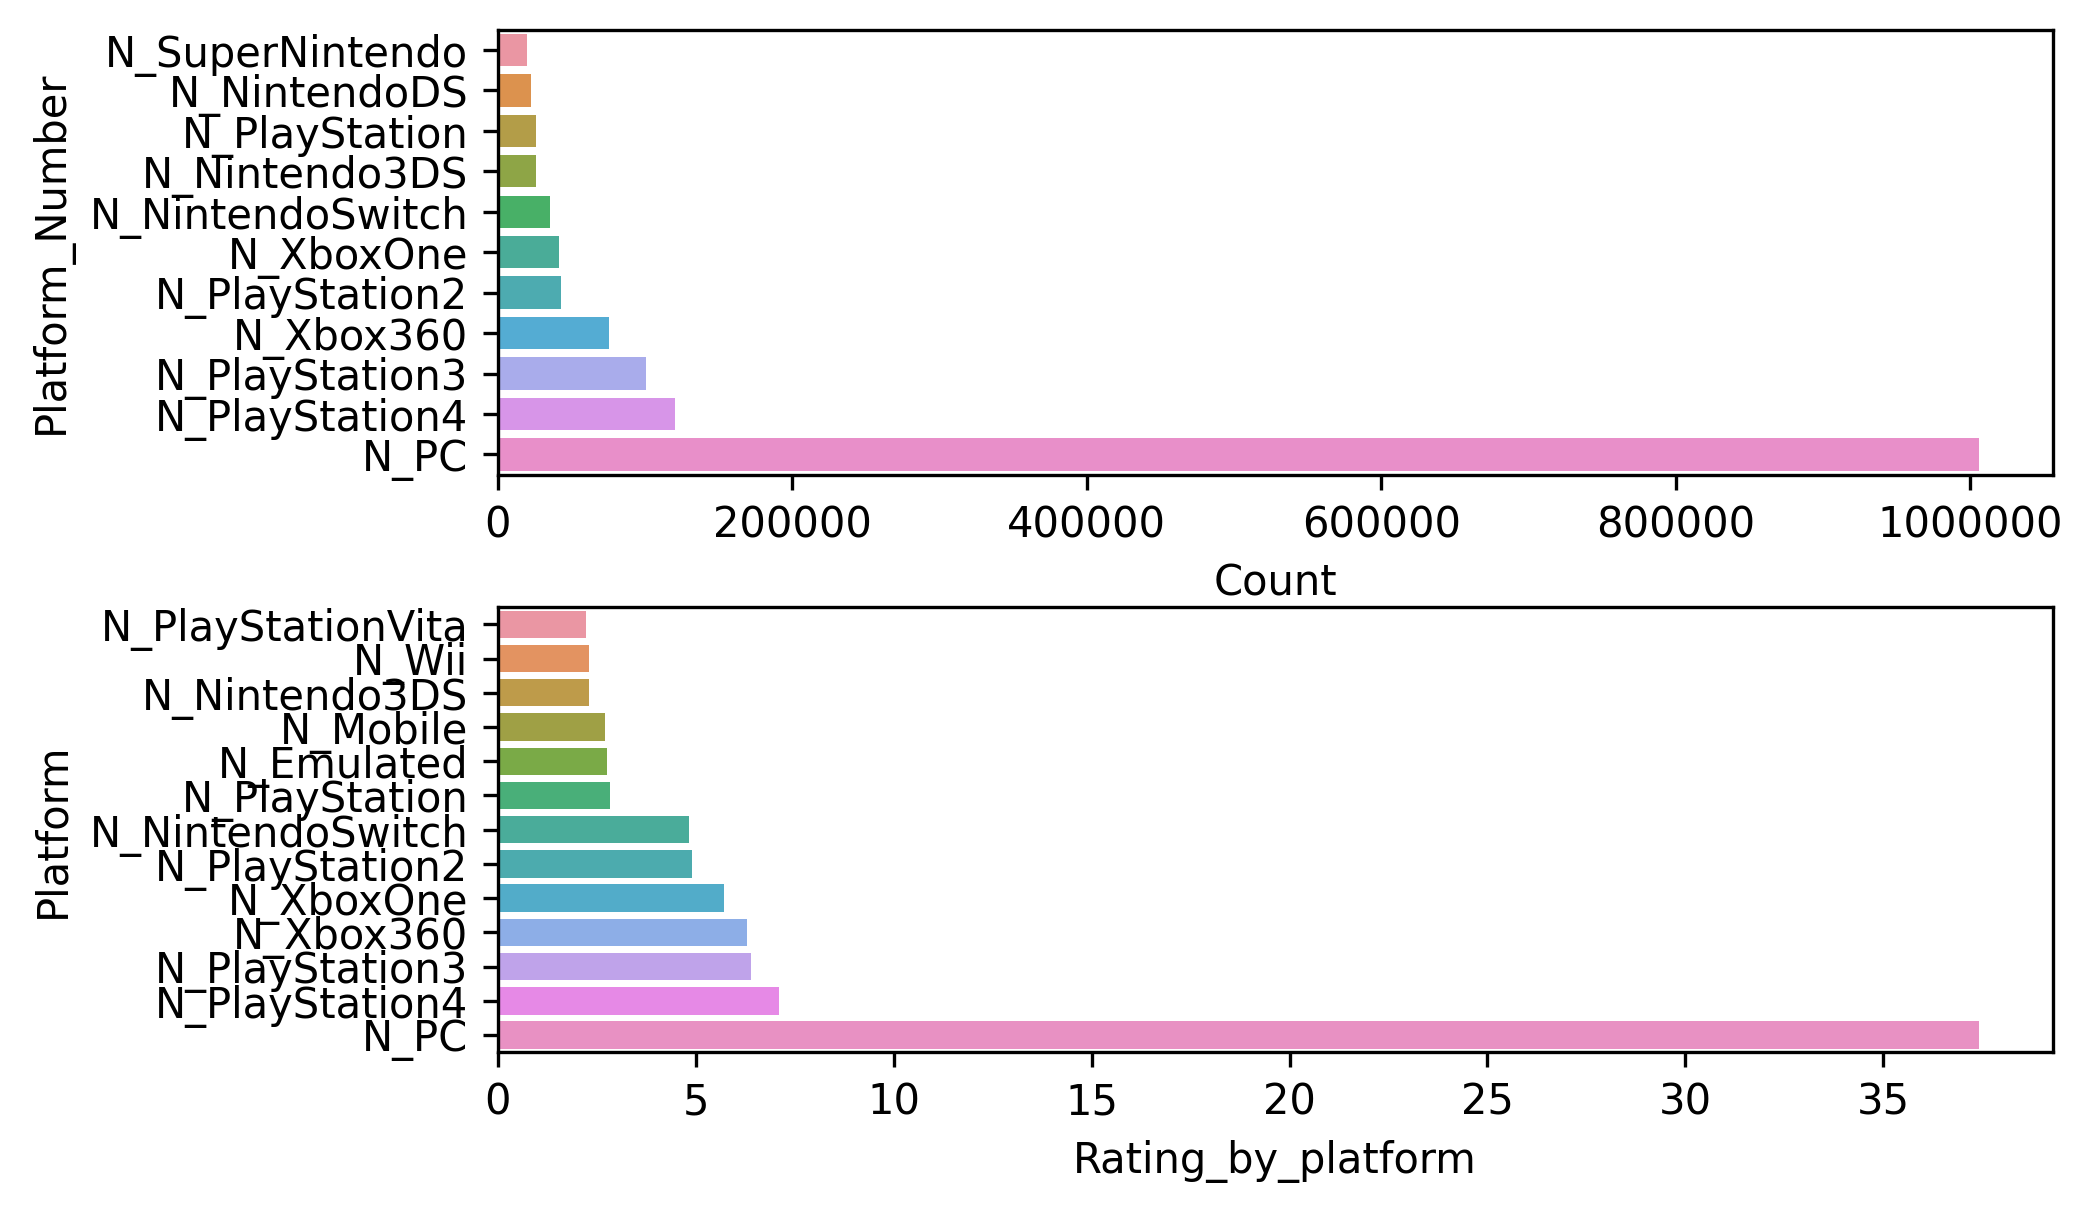 Platform_Number
N_SuperNintendo
N_NintendoDS
N_PlayStation
N_Nintendo3DS
N_NintendoSwitch
N_XboxOne
N_PlayStation2
N_Xbox360
N_PlayStation3
N_PlayStation4
N_PC
0 200000 400000 600000 800000 1000000
Count
Platform
N_PlayStationVita
N_Wii
N_Nintendo3DS
N_Mobile
N_Emulated
N_PlayStation
N_NintendoSwitch
N_PlayStation2
N_XboxOne
N_Xbox360
N_PlayStation3
N_PlayStation4
N_PC
0 5 10 15 20 25 30 35
Rating_by_platform